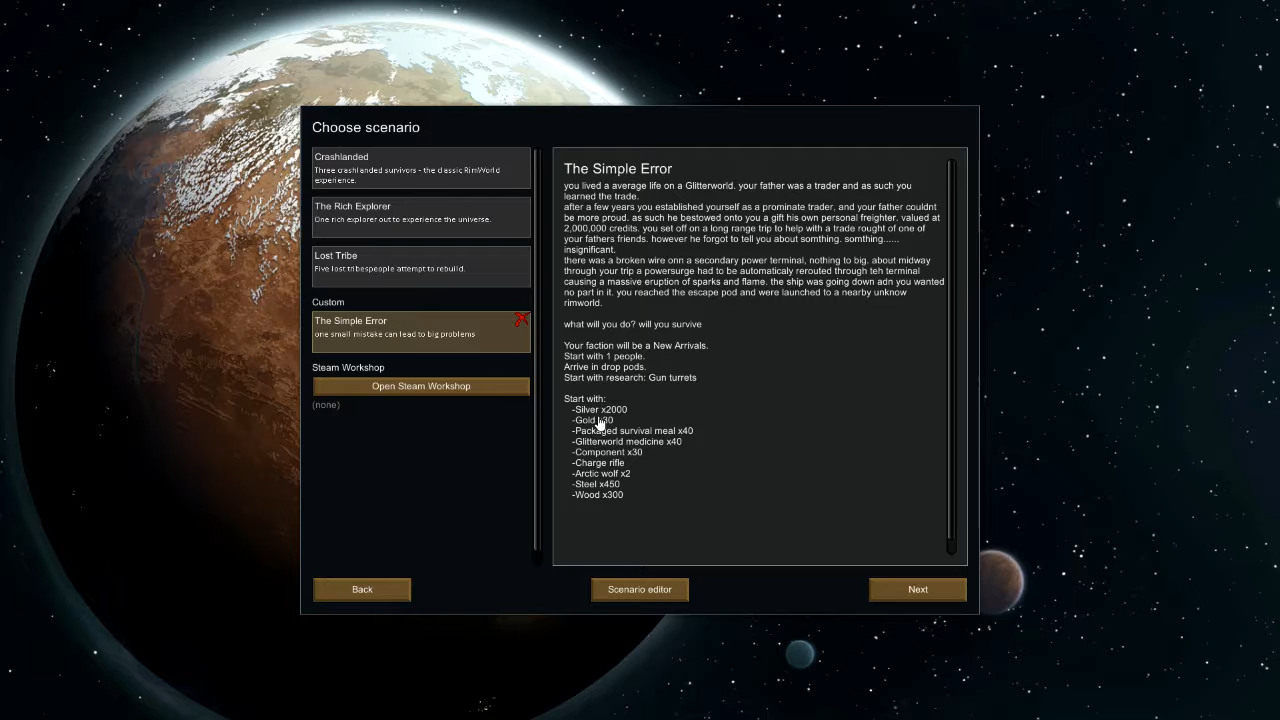 Choose scenario
Crashlanded
Three crashlanded survivors - the classic RimWorld
experience.
The Rich Explorer
One rich explorer out to experience the universe.
Lost Tribe
Five lost tribespeople attempt to rebuild.
Custom
The Simple Error
one small mistake can lead to big problems
Steam Workshop
Open Steam Workshop
(none)
The Simple Error
you lived a average life on a Glitterworld. your father was a trader and as such you
learned the trade.
after a few years you established yourself as a prominate trader, and your father couldnt
be more proud. as such he bestowed onto you a gift his own personal freighter. valued at
2,000,000 credits. you set off on a long range trip to help with a trade rought of one of
your fathers friends. however he forgot to tell you about somthing. somthing......
insignificant.
there was a broken wire onn a secondary power terminal, nothing to big. about midway
through your trip a powersurge had to be automaticaly rerouted through teh terminal
causing a massive eruption of sparks and flame. the ship was going down adn you wanted
no part in it. you reached the escape pod and were launched to a nearby unknow
rimworld.
what will you do? will you survive
Your faction will be a New Arrivals.
Start with 1 people.
Arrive in drop pods.
Start with research: Gun turrets
Start with:
-Silver x2000
-Gold x30
-Packaged survival meal x40
-Glitterworld medicine x40
-Component x30
-Charge rifle
-Arctic wolf x2
-Steel x450
-Wood x300
Back
Scenario editor
Next